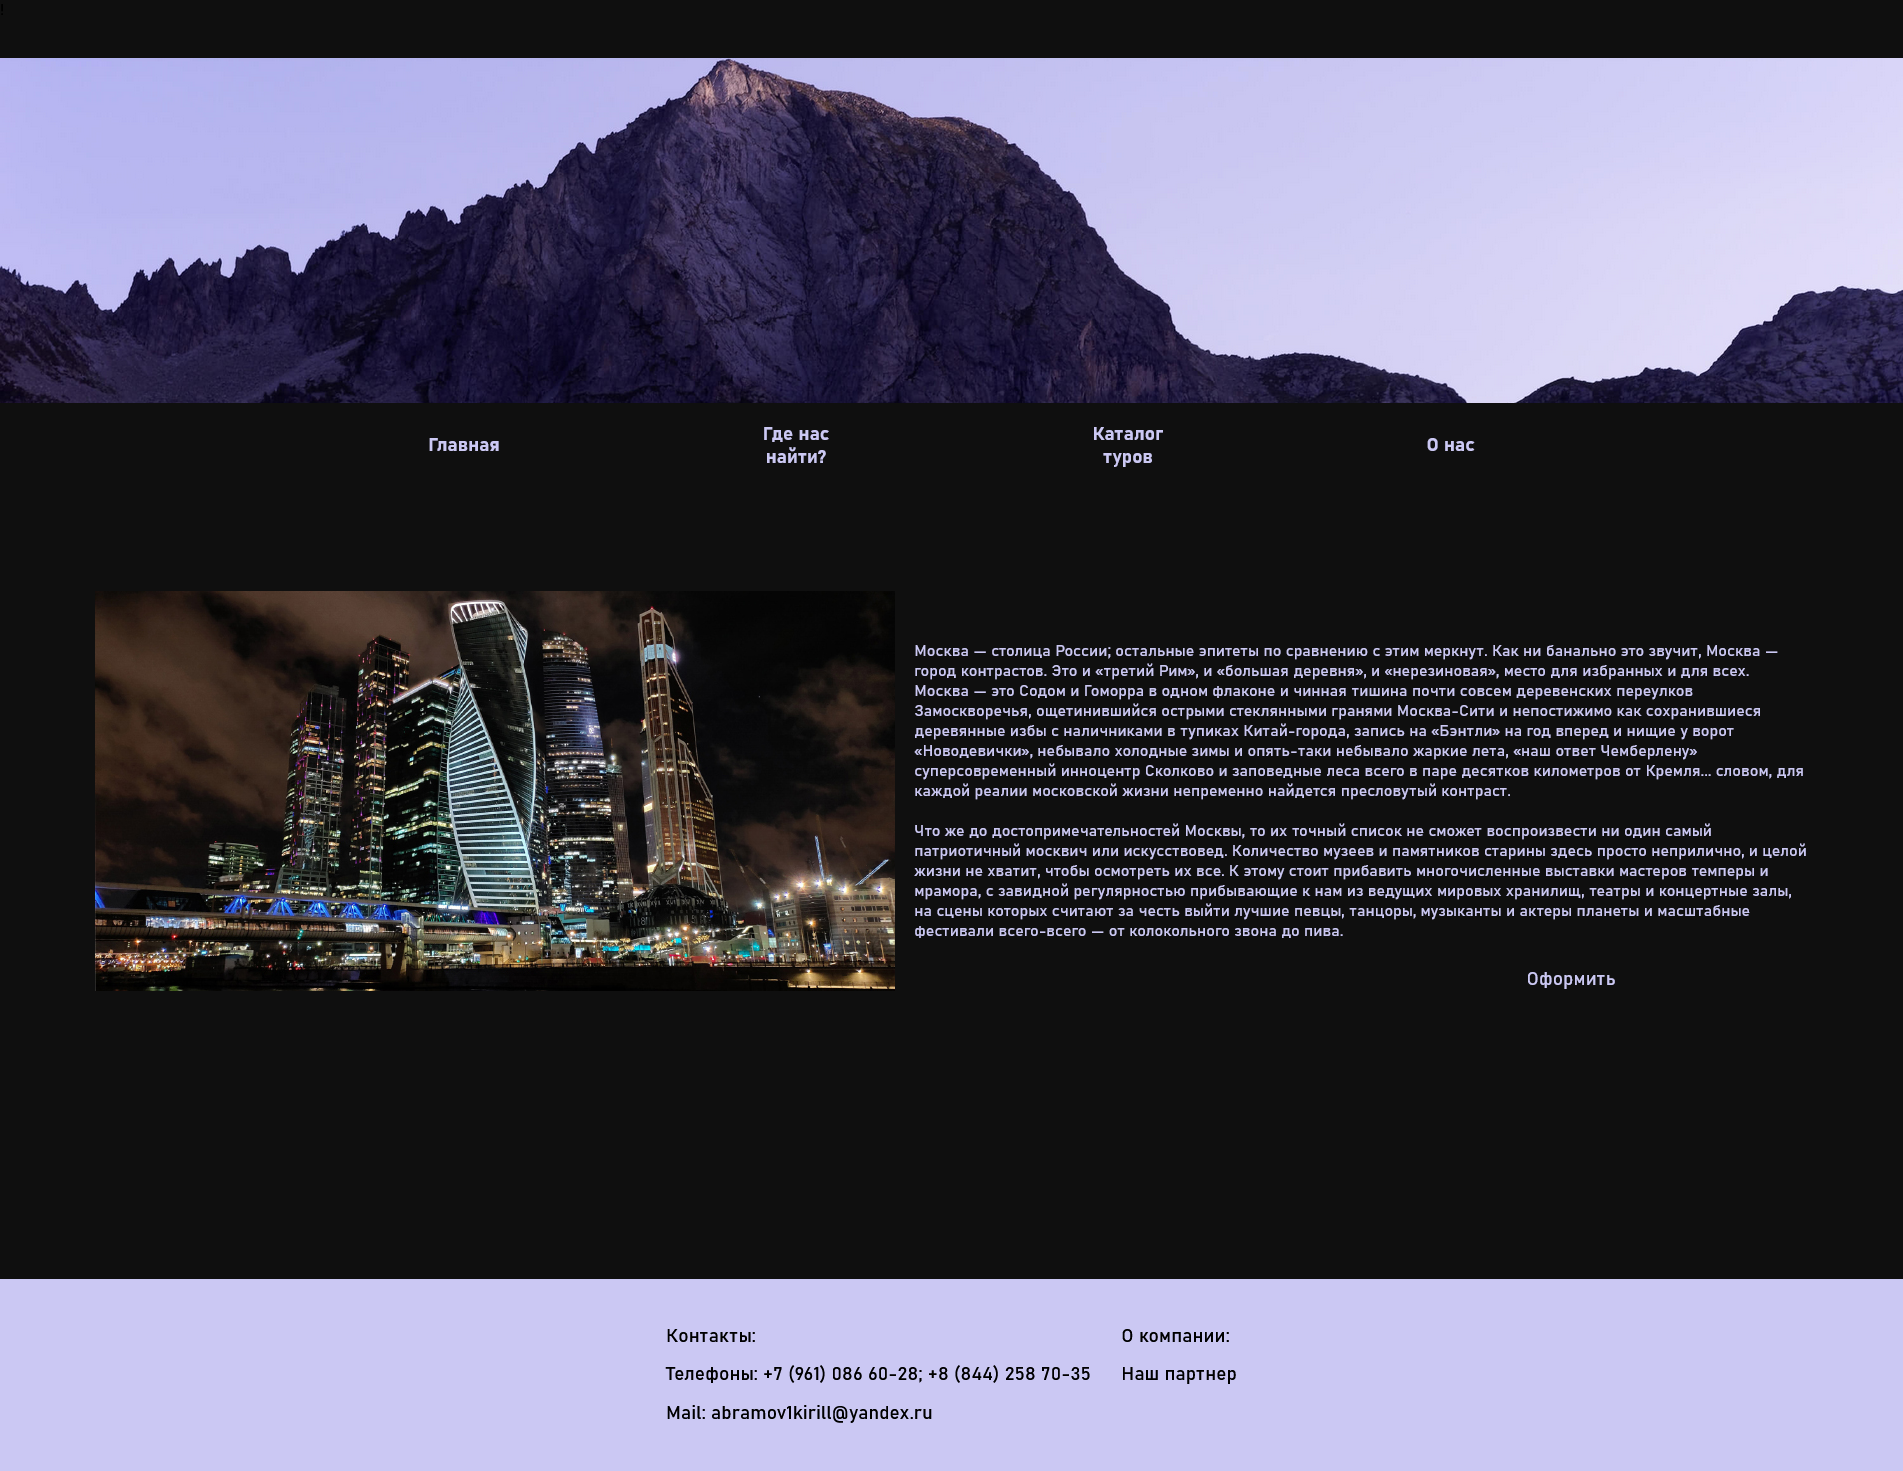 !
Главная
Где нас
найти?
Каталог
туров
О нас
Москва — столица России; остальные эпитеты по сравнению с этим меркнут. Как ни банально это звучит, Москва —
город контрастов. Это и «третий Рим», и «большая деревня», и «нерезиновая», место для избранных и для всех.
Москва — это Содом и Гоморра в одном флаконе и чинная тишина почти совсем деревенских переулков
Замоскворечья, ощетинившийся острыми стеклянными гранями Москва-Сити и непостижимо как сохранившиеся
деревянные избы с наличниками в тупиках Китай-города, запись на «Бэнтли» на год вперед и нищие у ворот
«Новодевички», небывало холодные зимы и опять-таки небывало жаркие лета, «наш ответ Чемберлену»
суперсовременный инноцентр Сколково и заповедные леса всего в паре десятков километров от Кремля... словом, для
каждой реалии московской жизни непременно найдется пресловутый контраст.
Что же до достопримечательностей Москвы, то их точный список не сможет воспроизвести ни один самый
патриотичный москвич или искусствовед. Количество музеев и памятников старины здесь просто неприлично, и целой
жизни не хватит, чтобы осмотреть их все. К этому стоит прибавить многочисленные выставки мастеров темперы и
мрамора, с завидной регулярностью прибывающие к нам из ведущих мировых хранилищ, театры и концертные залы,
на сцены которых считают за честь выйти лучшие певцы, танцоры, музыканты и актеры планеты и масштабные
фестивали всего-всего — от колокольного звона до пива.
Оформить
Контакты:
Телефоны: +7 (961) 086 60-28; +8 (844) 258 70-35
Mail: abramov1kirill@yandex.ru
О компании:
Наш партнер